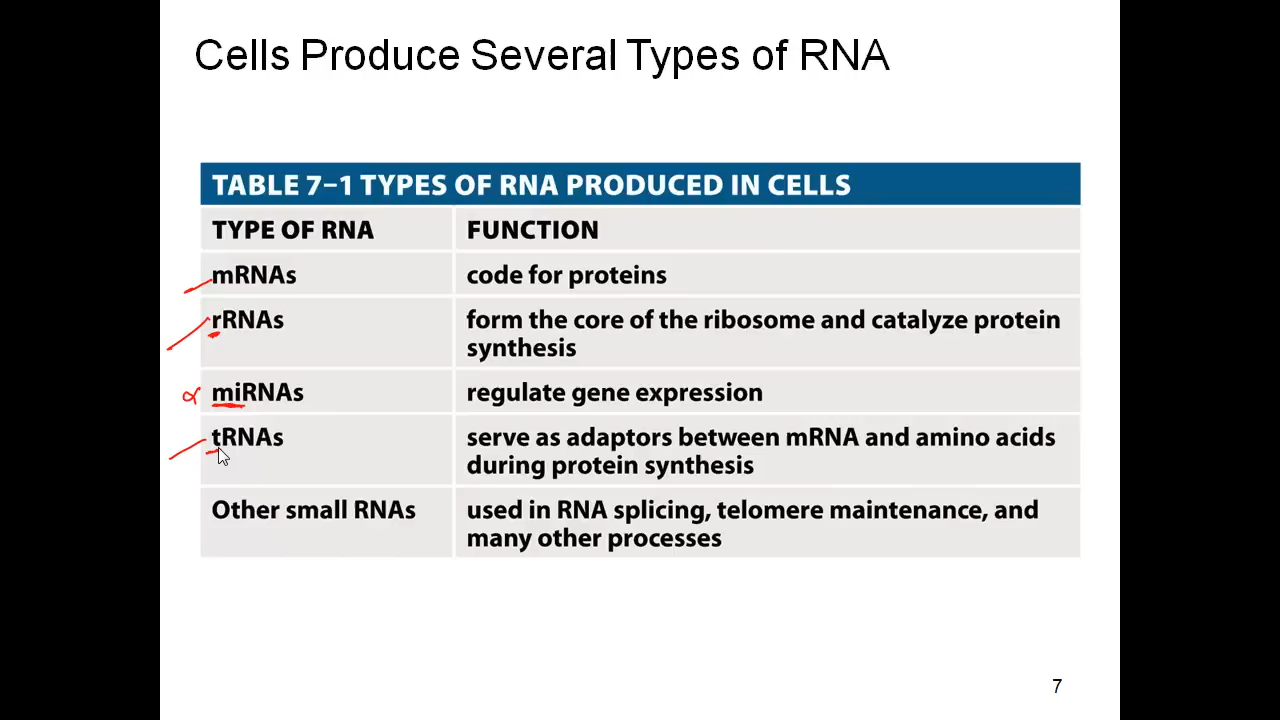 Cells Produce Several Types of RNA
TABLE 7–1 TYPES OF RNA PRODUCED IN CELLS
TYPE OF RNA FUNCTION
mRNAs code for proteins
rRNAs form the core of the ribosome and catalyze protein
synthesis
miRNAs regulate gene expression
tRNAs serve as adaptors between mRNA and amino acids
during protein synthesis
Other small RNAs used in RNA splicing, telomere maintenance, and
many other processes
7